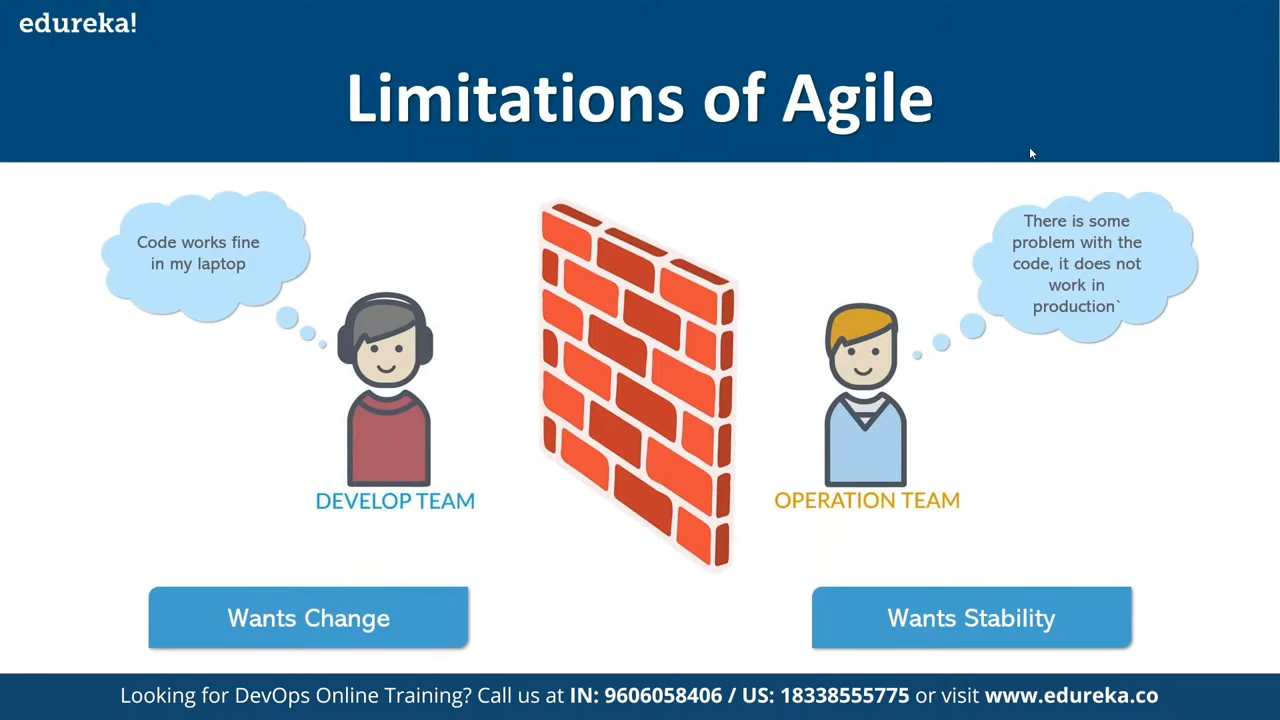 edureka!
Limitations of Agile
Code works fine
in my laptop
There is some
problem with the
code, it does not
work in
production`
DEVELOP TEAM
OPERATION TEAM
Wants Change
Wants Stability
Looking for DevOps Online Training? Call us at IN: 9606058406 / US: 18338555775 or visit www.edureka.co